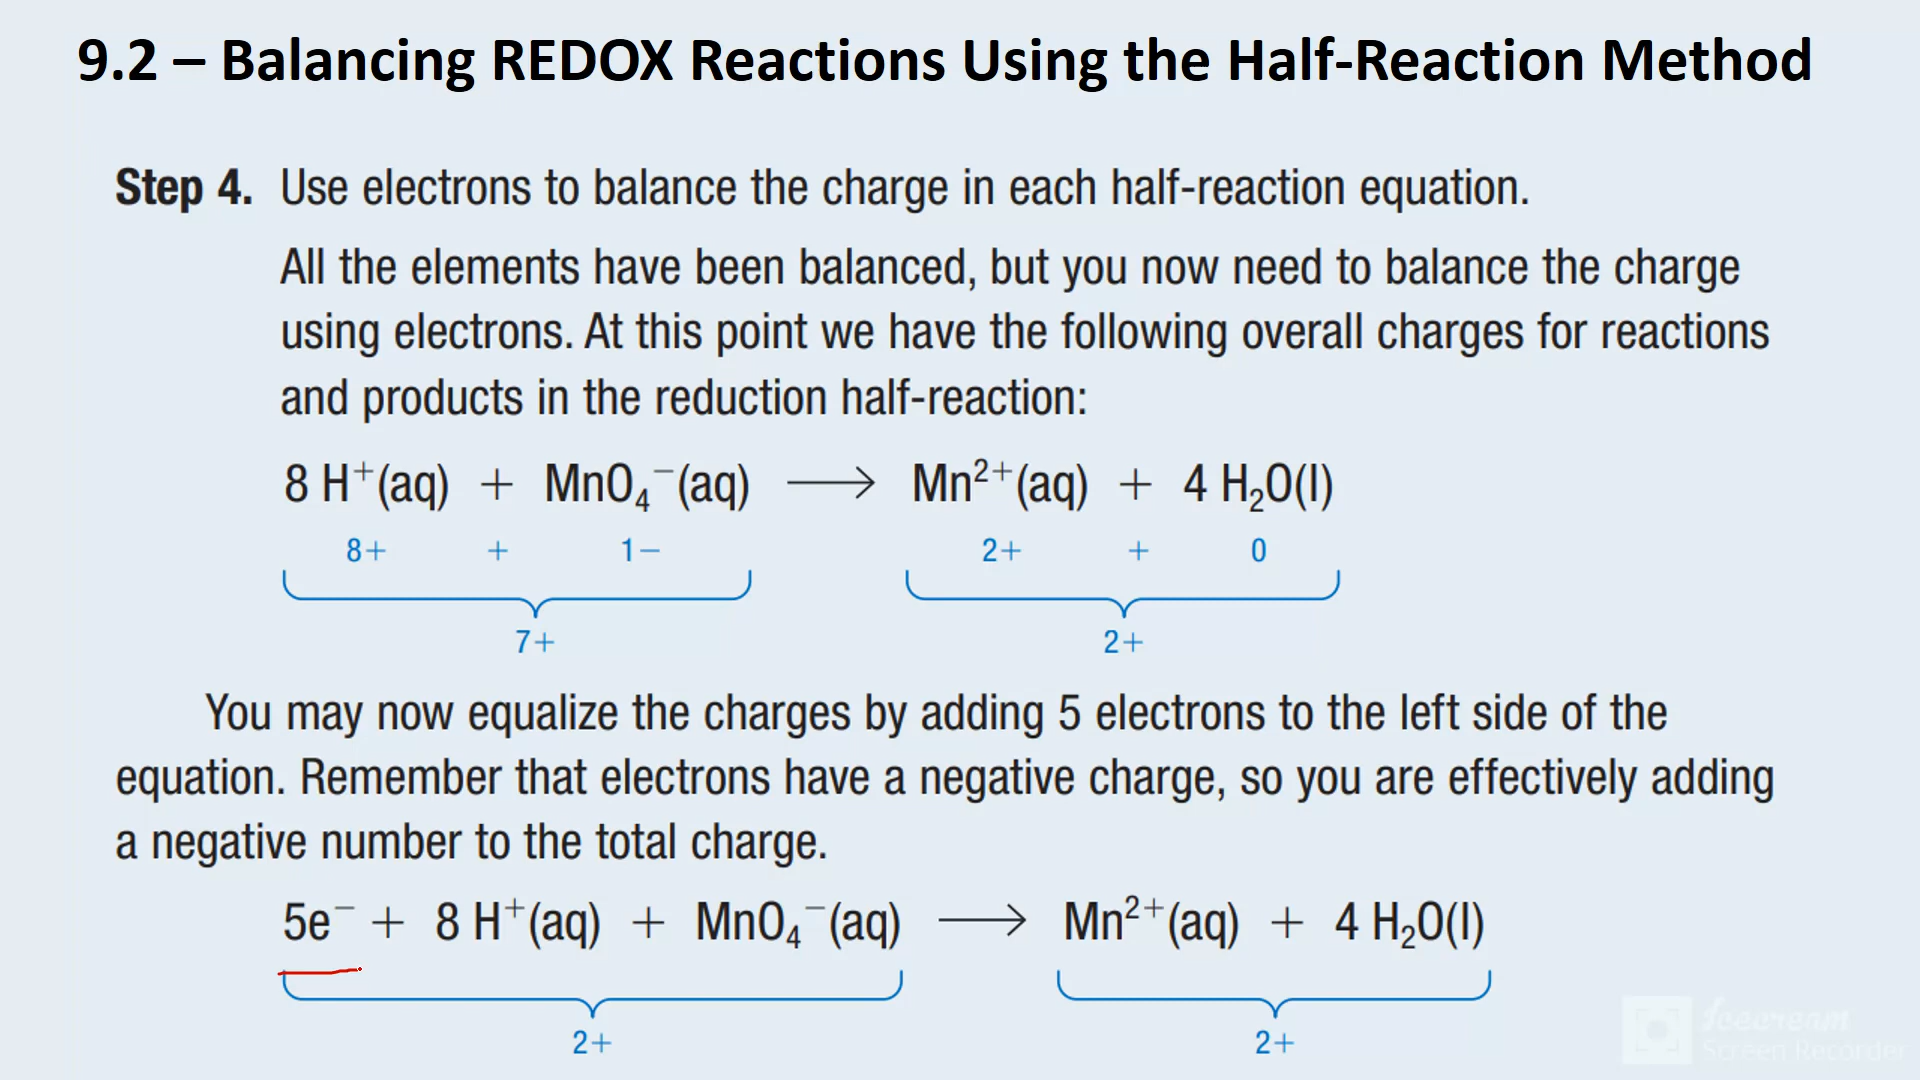 9.2 – Balancing REDOX Reactions Using the Half-Reaction Method
Step 4. Use electrons to balance the charge in each half-reaction equation.
All the elements have been balanced, but you now need to balance the charge
using electrons. At this point we have the following overall charges for reactions
and products in the reduction half-reaction:
8 H⁺(aq) + MnO₄⁻(aq) ⟶ Mn²⁺(aq) + 4 H₂O(l)
8+ + 1− 2+ + 0
7+ 2+
You may now equalize the charges by adding 5 electrons to the left side of the
equation. Remember that electrons have a negative charge, so you are effectively adding
a negative number to the total charge.
5e⁻ + 8 H⁺(aq) + MnO₄⁻(aq) ⟶ Mn²⁺(aq) + 4 H₂O(l)
2+ 2+
Icecream
Screen Recorder